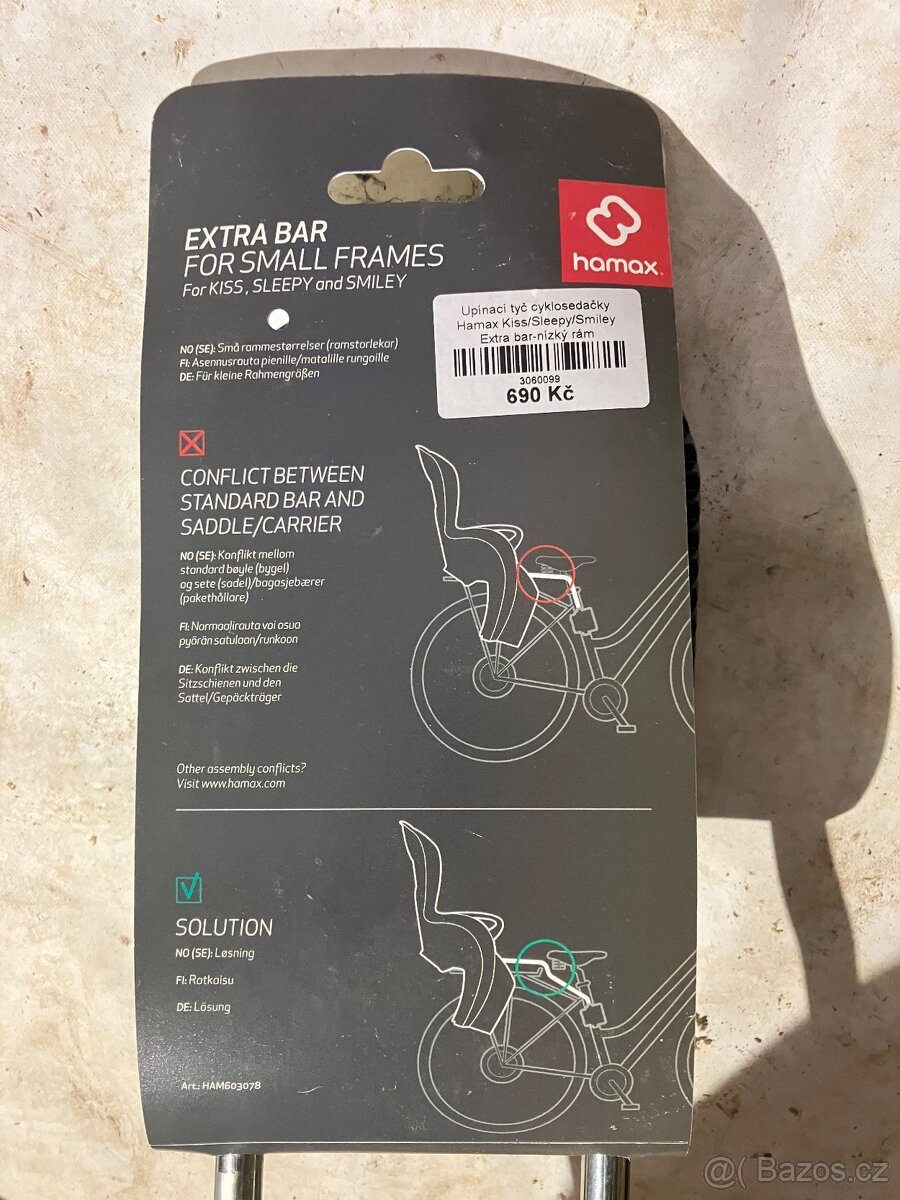 EXTRA BAR
FOR SMALL FRAMES
For KISS, SLEEPY and SMILEY
hamax
Upínací tyč cyklosedačky
Hamax Kiss/Sleepy/Smiley
Extra bar-nízký rám
3060099
690 Kč
NO (SE): Små rammestørrelser (ramstorlekar)
FI: Asennusrauta pienille/matalille rungoille
DE: Für kleine Rahmengrößen
CONFLICT BETWEEN
STANDARD BAR AND
SADDLE/CARRIER
NO (SE): Konflikt mellom
standard bøyle (bygel)
og sete (sadel)/bagasjebærer
(pakethållare)
FI: Normaalirauta voi osua
pyörän satulaan/runkoon
DE: Konflikt zwischen die
Sitzschienen und den
Sattel/Gepäckträger
Other assembly conflicts?
Visit www.hamax.com
SOLUTION
NO (SE): Løsning
FI: Ratkaisu
DE: Lösung
Art.: HAM603078
@( Bazos.cz